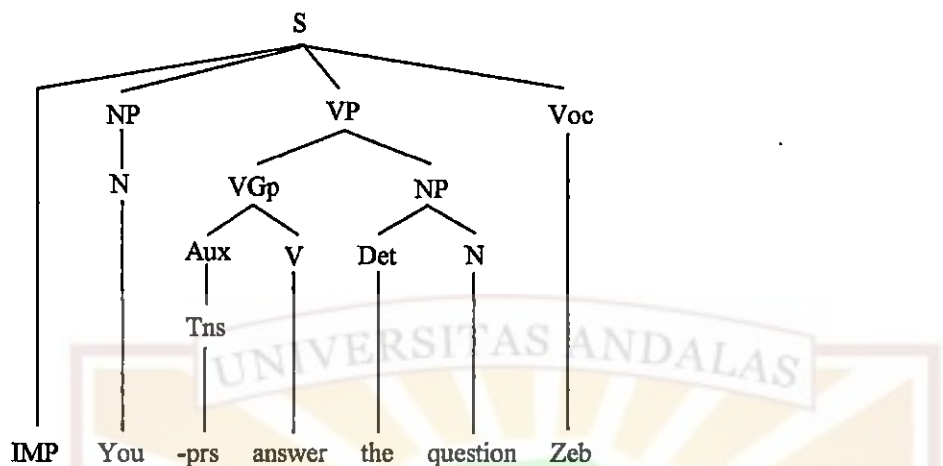 S
NP VP Voc
N VGp NP
Aux V Det N
Tns
UNIVERSITAS ANDALAS
IMP You -prs answer the question Zeb